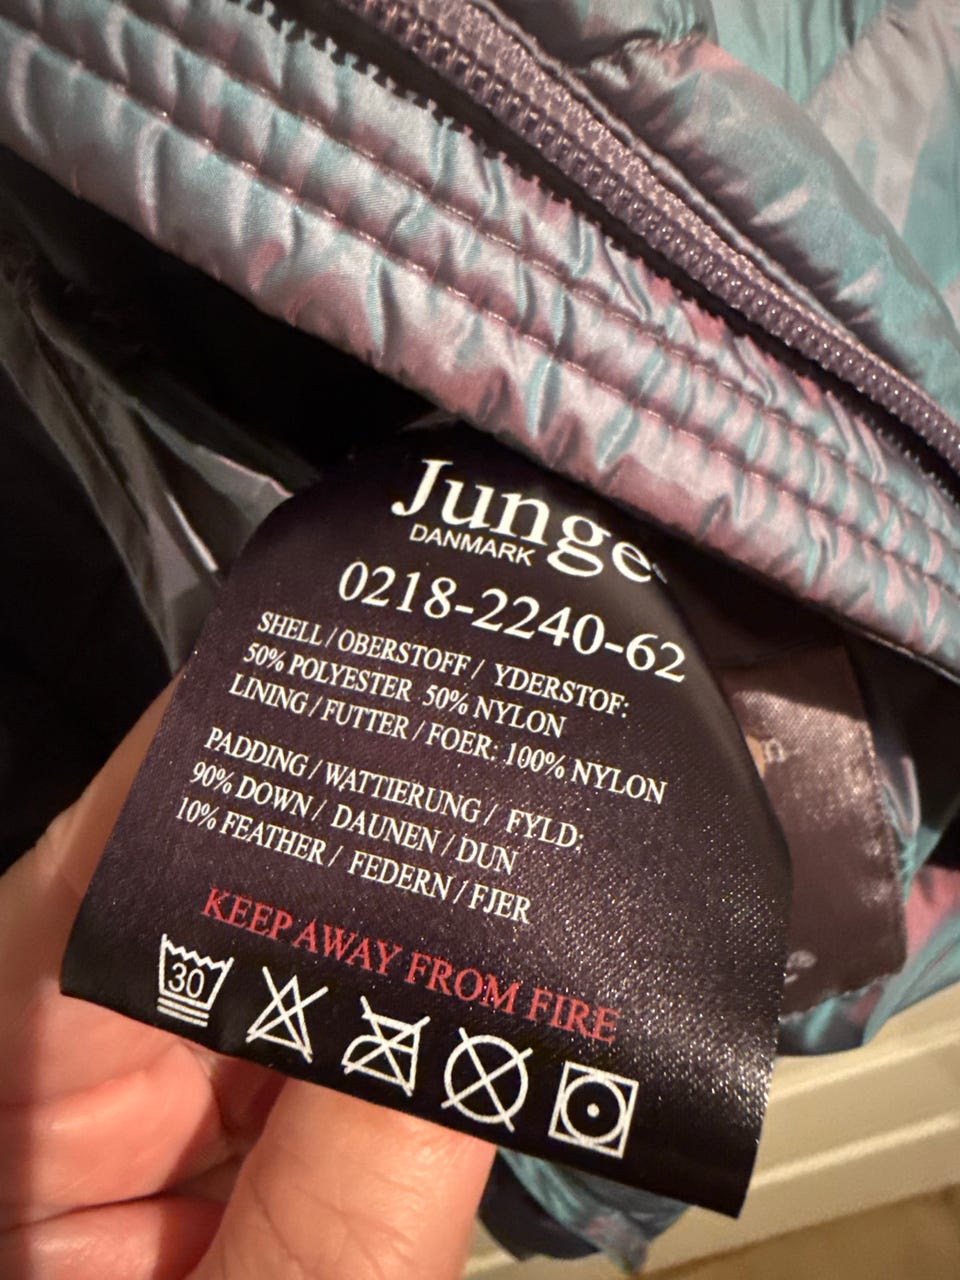 Junge
DANMARK
0218-2240-62
SHELL / OBERSTOFF / YDERSTOF:
50% POLYESTER 50% NYLON
LINING / FUTTER / FOER: 100% NYLON
PADDING / WATTIERUNG / FYLD:
90% DOWN / DAUNEN / DUN
10% FEATHER / FEDERN / FJER
KEEP AWAY FROM FIRE
30